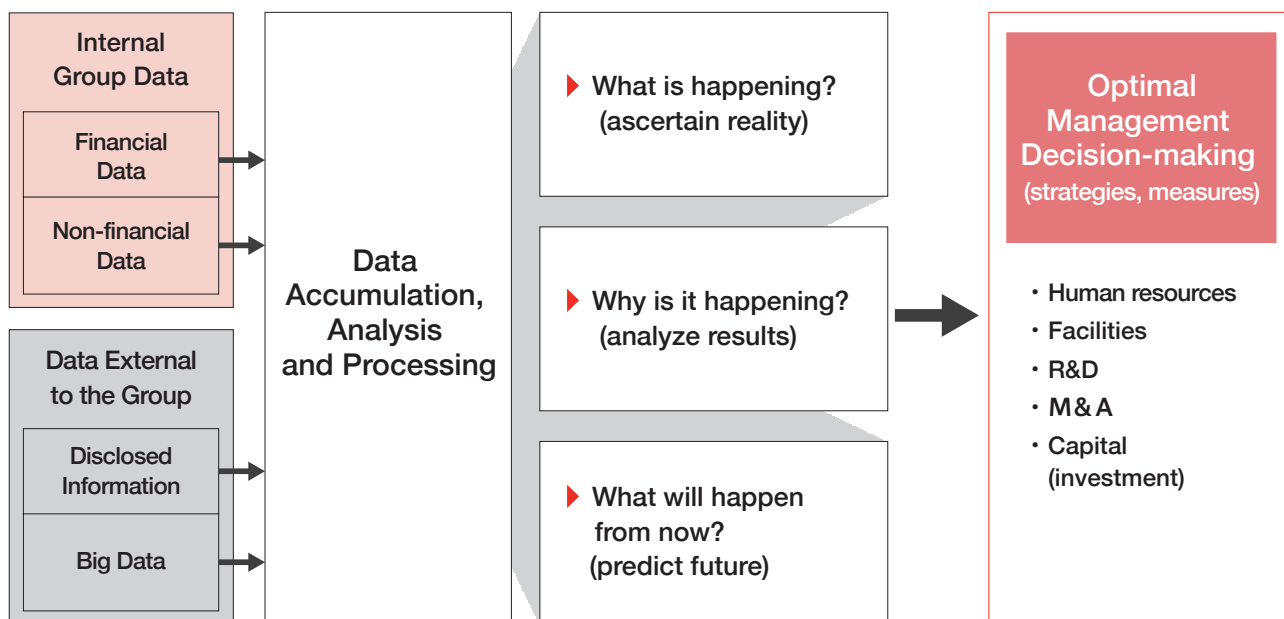 Internal
Group Data
Financial
Data
Non-financial
Data
Data External
to the Group
Disclosed
Information
Big Data
Data
Accumulation,
Analysis
and Processing
What is happening?
(ascertain reality)
Why is it happening?
(analyze results)
What will happen
from now?
(predict future)
Optimal
Management
Decision-making
(strategies, measures)
・Human resources
・Facilities
・R&D
・M & A
・Capital
(investment)